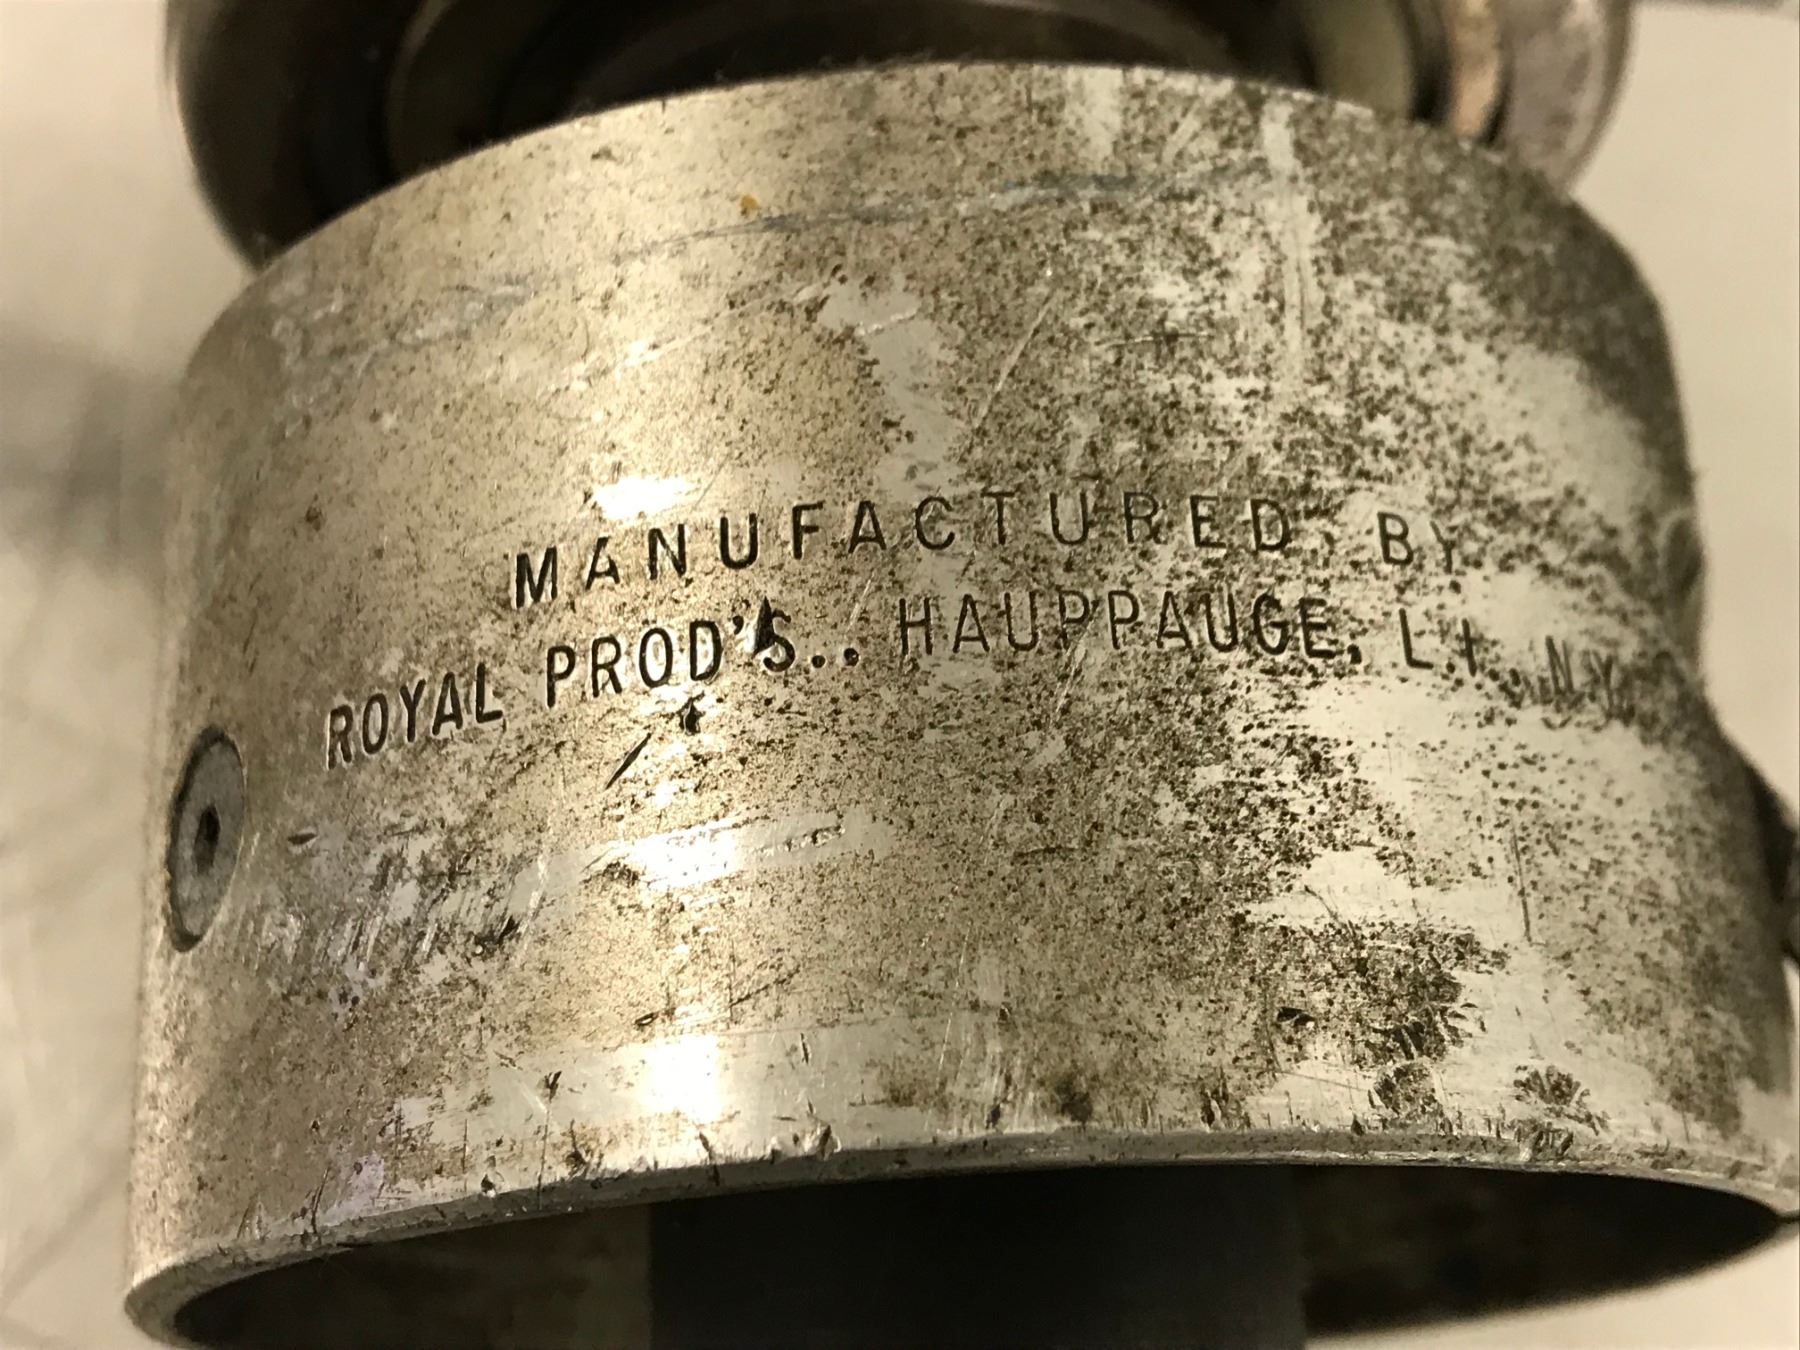 MANUFACTURED BY
ROYAL PROD'S.. HAUPPAUGE, L.I. N.Y.